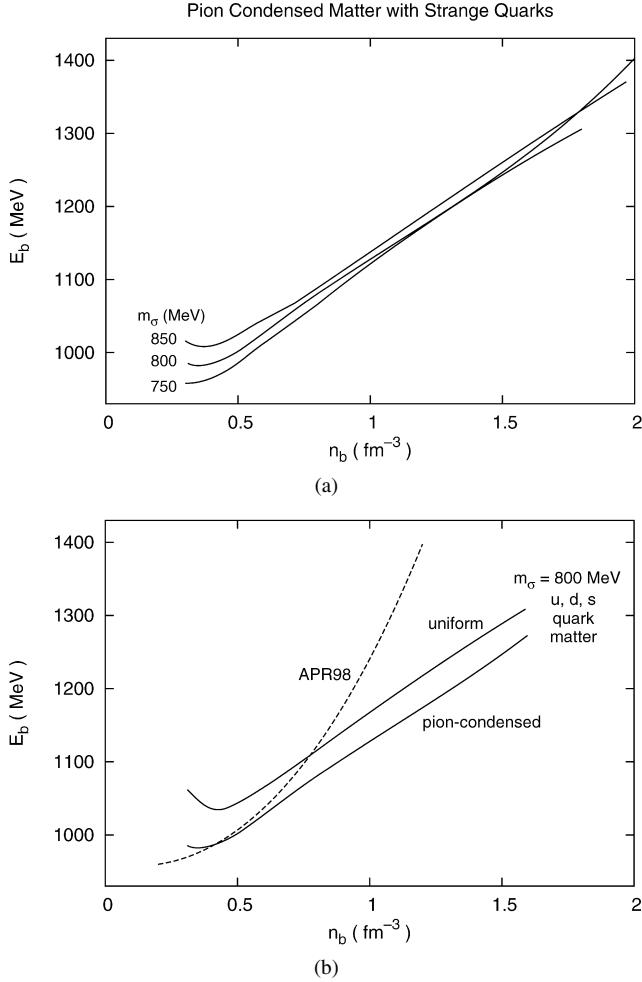 Pion Condensed Matter with Strange Quarks
1400
1300
1200
1100
1000
E_b ( MeV )
m_σ (MeV)
850
800
750
0 0.5 1 1.5 2
n_b ( fm⁻³ )
(a)
1400
1300
1200
1100
1000
E_b ( MeV )
m_σ = 800 MeV
u, d, s
quark
matter
uniform
APR98
pion-condensed
0 0.5 1 1.5 2
n_b ( fm⁻³ )
(b)